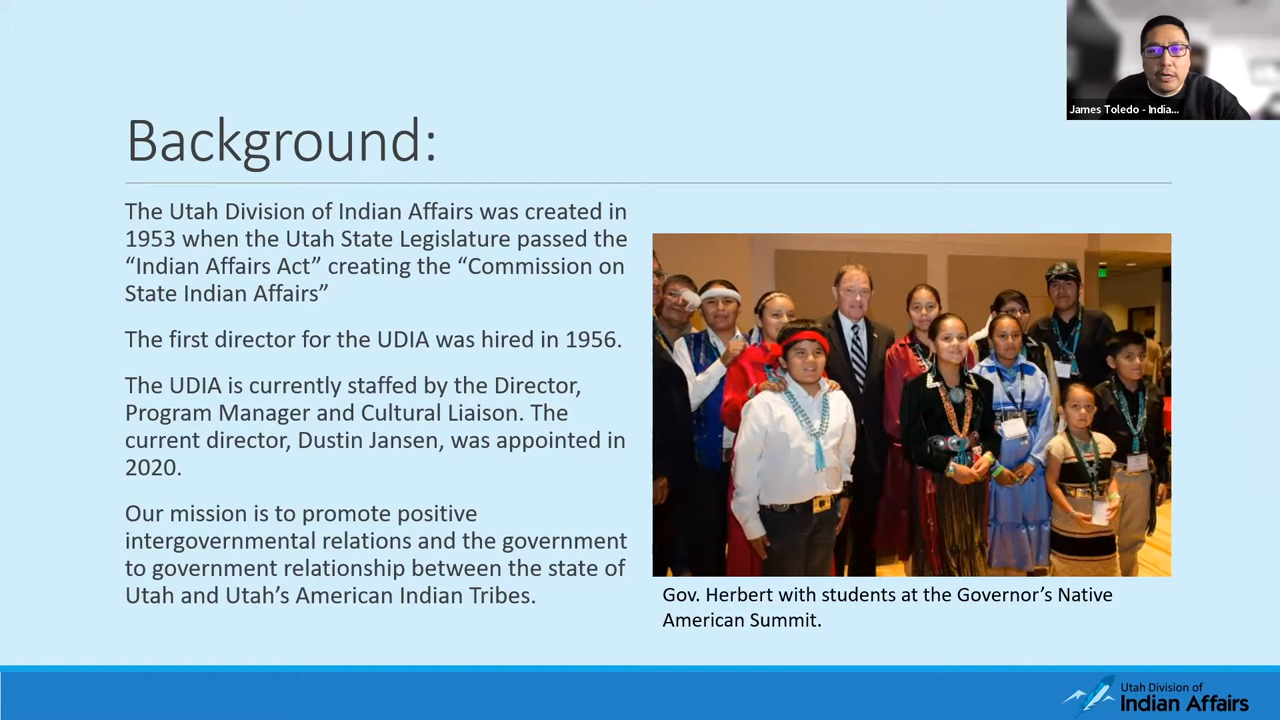 James Toledo - India...
Background:
The Utah Division of Indian Affairs was created in
1953 when the Utah State Legislature passed the
“Indian Affairs Act” creating the “Commission on
State Indian Affairs”
The first director for the UDIA was hired in 1956.
The UDIA is currently staffed by the Director,
Program Manager and Cultural Liaison. The
current director, Dustin Jansen, was appointed in
2020.
Our mission is to promote positive
intergovernmental relations and the government
to government relationship between the state of
Utah and Utah’s American Indian Tribes.
Gov. Herbert with students at the Governor’s Native
American Summit.
Utah Division of
Indian Affairs